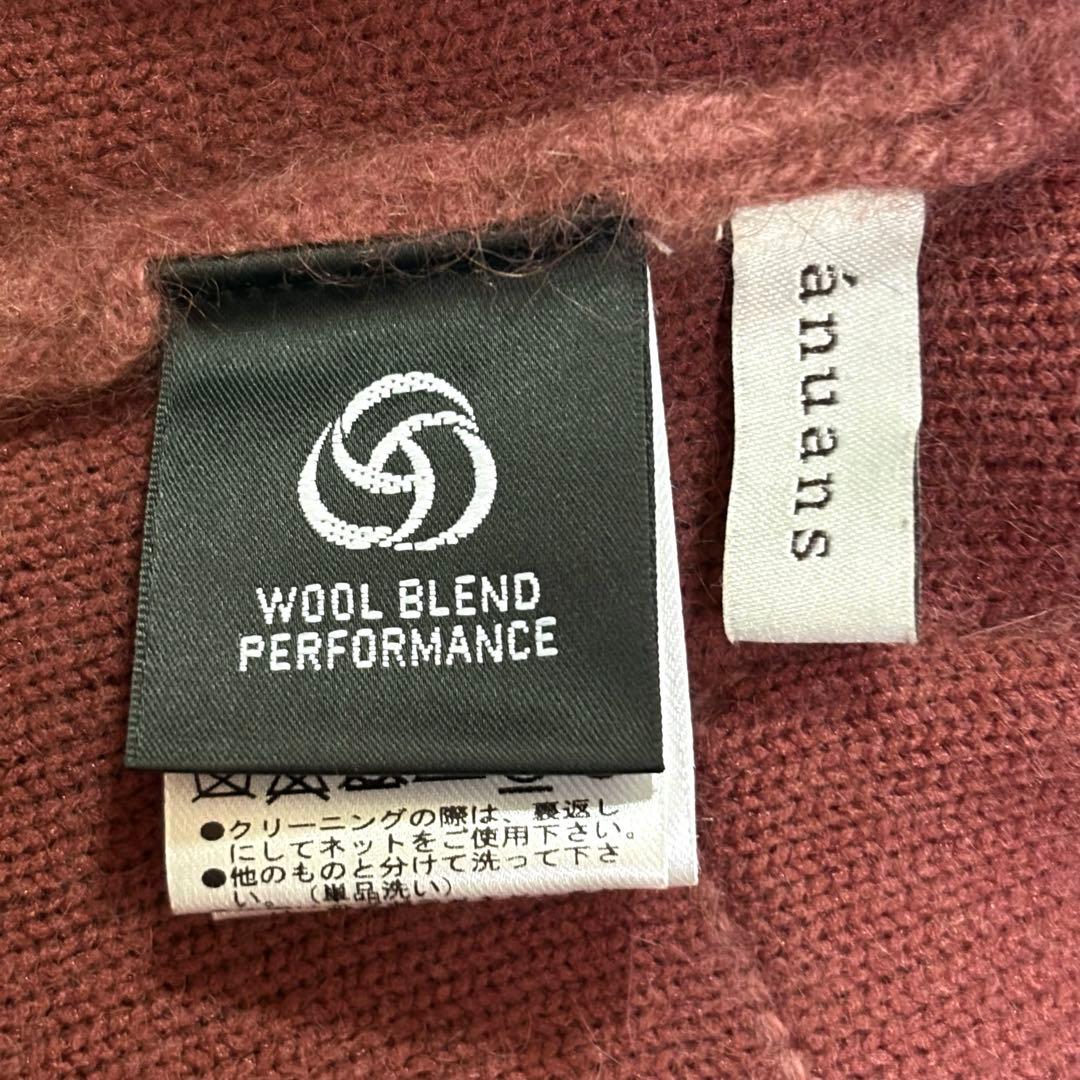 WOOL BLEND
PERFORMANCE
ánuans
●クリーニングの際は、裏返し
にしてネットをご使用下さい。
●他のものと分けて洗って下さ
い。（単品洗い）